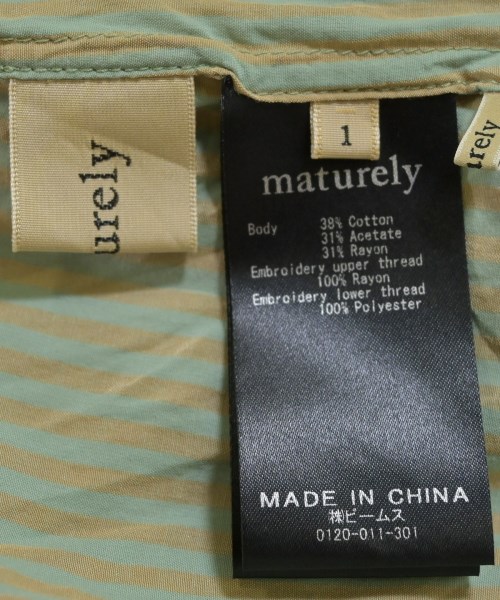 urely
1
urely
maturely
Body 38% Cotton
31% Acetate
31% Rayon
Embroidery upper thread
100% Rayon
Embroidery lower thread
100% Polyester
MADE IN CHINA
㈱ビームス
0120-011-301